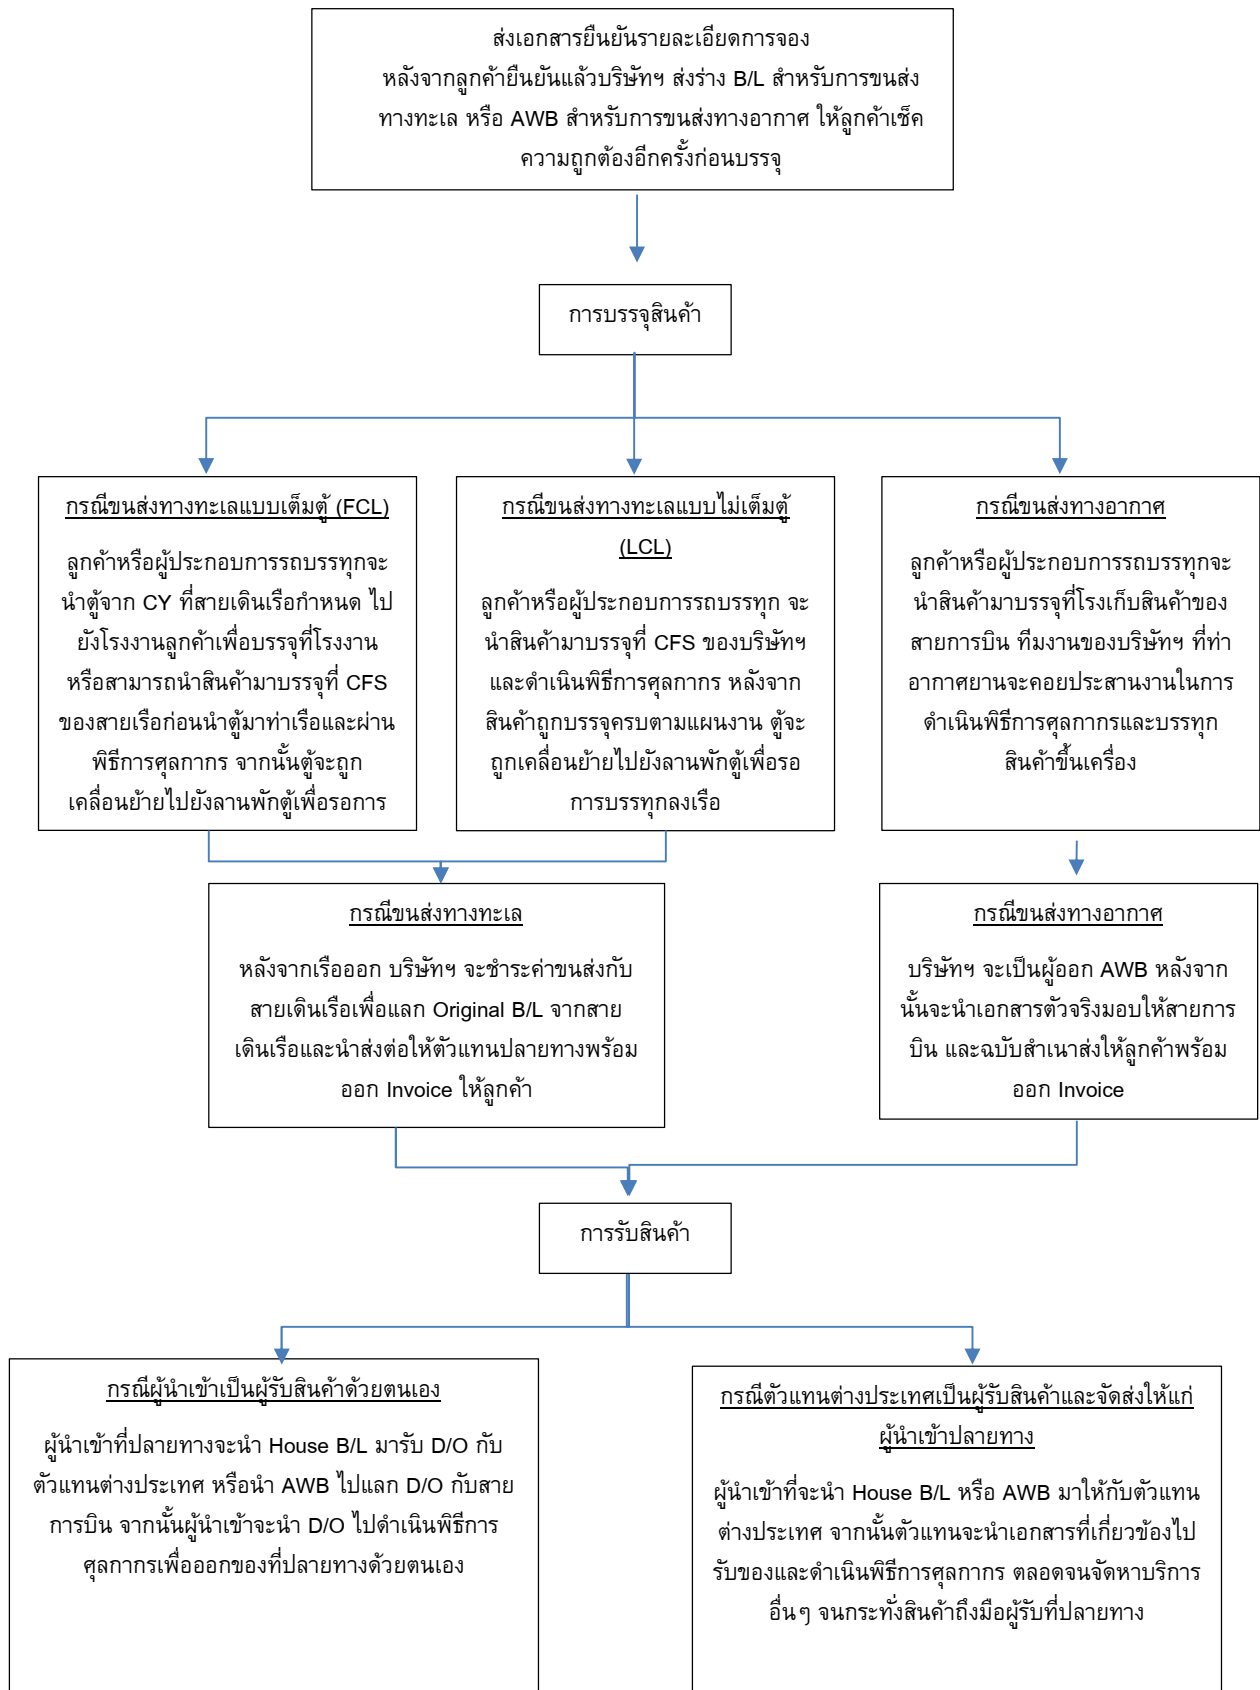 ส่งเอกสารยืนยันรายละเอียดการจอง
หลังจากลูกค้ายืนยันแล้วบริษัทฯ ส่งร่าง B/L สำหรับการขนส่ง
ทางทะเล หรือ AWB สำหรับการขนส่งทางอากาศ ให้ลูกค้าเช็ค
ความถูกต้องอีกครั้งก่อนบรรจุ
การบรรจุสินค้า
กรณีขนส่งทางทะเลแบบเต็มตู้ (FCL)
ลูกค้าหรือผู้ประกอบการรถบรรทุกจะ
นำตู้จาก CY ที่สายเดินเรือกำหนด ไป
ยังโรงงานลูกค้าเพื่อบรรจุที่โรงงาน
หรือสามารถนำสินค้ามาบรรจุที่ CFS
ของสายเรือก่อนนำตู้มาท่าเรือและผ่าน
พิธีการศุลกากร จากนั้นตู้จะถูก
เคลื่อนย้ายไปยังลานพักตู้เพื่อรอการ
กรณีขนส่งทางทะเลแบบไม่เต็มตู้
(LCL)
ลูกค้าหรือผู้ประกอบการรถบรรทุก จะ
นำสินค้ามาบรรจุที่ CFS ของบริษัทฯ
และดำเนินพิธีการศุลกากร หลังจาก
สินค้าถูกบรรจุครบตามแผนงาน ตู้จะ
ถูกเคลื่อนย้ายไปยังลานพักตู้เพื่อรอ
การบรรทุกลงเรือ
กรณีขนส่งทางอากาศ
ลูกค้าหรือผู้ประกอบการรถบรรทุกจะ
นำสินค้ามาบรรจุที่โรงเก็บสินค้าของ
สายการบิน ทีมงานของบริษัทฯ ที่ท่า
อากาศยานจะคอยประสานงานในการ
ดำเนินพิธีการศุลกากรและบรรทุก
สินค้าขึ้นเครื่อง
กรณีขนส่งทางทะเล
หลังจากเรือออก บริษัทฯ จะชำระค่าขนส่งกับ
สายเดินเรือเพื่อแลก Original B/L จากสาย
เดินเรือและนำส่งต่อให้ตัวแทนปลายทางพร้อม
ออก Invoice ให้ลูกค้า
กรณีขนส่งทางอากาศ
บริษัทฯ จะเป็นผู้ออก AWB หลังจาก
นั้นจะนำเอกสารตัวจริงมอบให้สายการ
บิน และฉบับสำเนาส่งให้ลูกค้าพร้อม
ออก Invoice
การรับสินค้า
กรณีผู้นำเข้าเป็นผู้รับสินค้าด้วยตนเอง
ผู้นำเข้าที่ปลายทางจะนำ House B/L มารับ D/O กับ
ตัวแทนต่างประเทศ หรือนำ AWB ไปแลก D/O กับสาย
การบิน จากนั้นผู้นำเข้าจะนำ D/O ไปดำเนินพิธีการ
ศุลกากรเพื่อออกของที่ปลายทางด้วยตนเอง
กรณีตัวแทนต่างประเทศเป็นผู้รับสินค้าและจัดส่งให้แก่
ผู้นำเข้าปลายทาง
ผู้นำเข้าที่จะนำ House B/L หรือ AWB มาให้กับตัวแทน
ต่างประเทศ จากนั้นตัวแทนจะนำเอกสารที่เกี่ยวข้องไป
รับของและดำเนินพิธีการศุลกากร ตลอดจนจัดหาบริการ
อื่นๆ จนกระทั่งสินค้าถึงมือผู้รับที่ปลายทาง